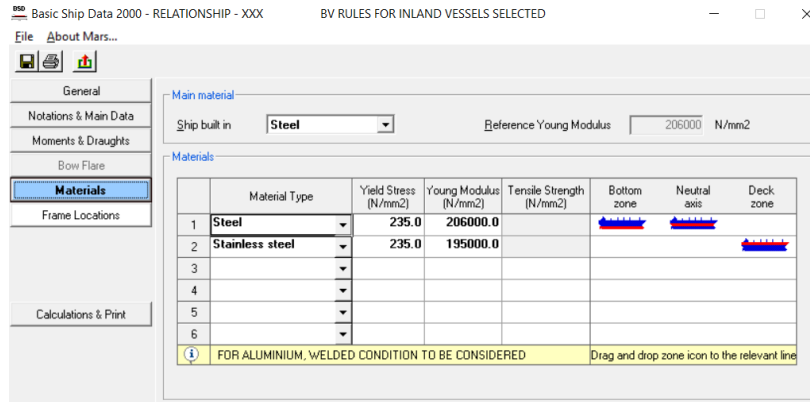 BSD Basic Ship Data 2000 - RELATIONSHIP - XXX BV RULES FOR INLAND VESSELS SELECTED
File About Mars...
General
Notations & Main Data
Moments & Draughts
Bow Flare
Materials
Frame Locations
Calculations & Print
Main material
Ship built in Steel Reference Young Modulus 206000 N/mm2
Materials
Material Type Yield Stress (N/mm2) Young Modulus (N/mm2) Tensile Strength (N/mm2) Bottom zone Neutral axis Deck zone
1 Steel 235.0 206000.0
2 Stainless steel 235.0 195000.0
3
4
5
6
i FOR ALUMINIUM, WELDED CONDITION TO BE CONSIDERED Drag and drop zone icon to the relevant line